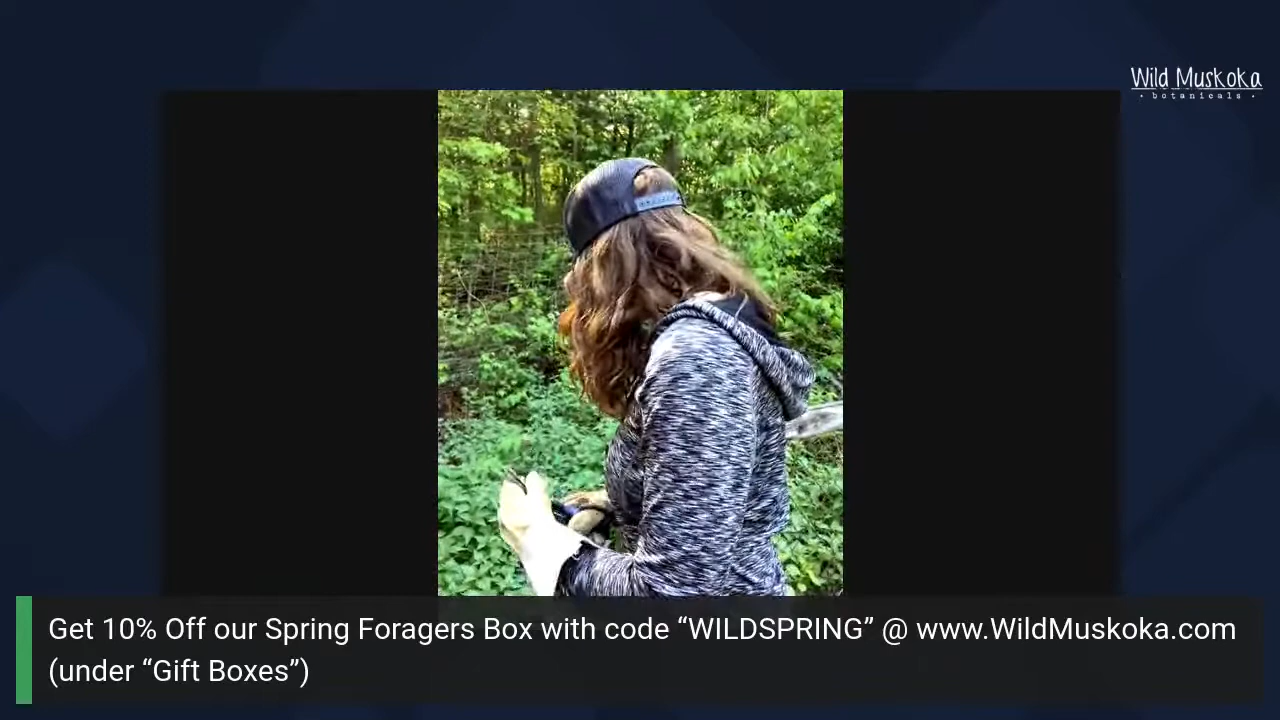 Wild Muskoka
• botanicals •
Get 10% Off our Spring Foragers Box with code “WILDSPRING” @ www.WildMuskoka.com
(under “Gift Boxes”)